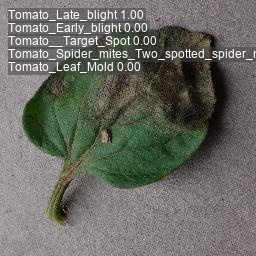 Tomato_Late_blight 1.00
Tomato_Early_blight 0.00
Tomato__Target_Spot 0.00
Tomato_Spider_mites_Two_spotted_spider_
Tomato_Leaf_Mold 0.00